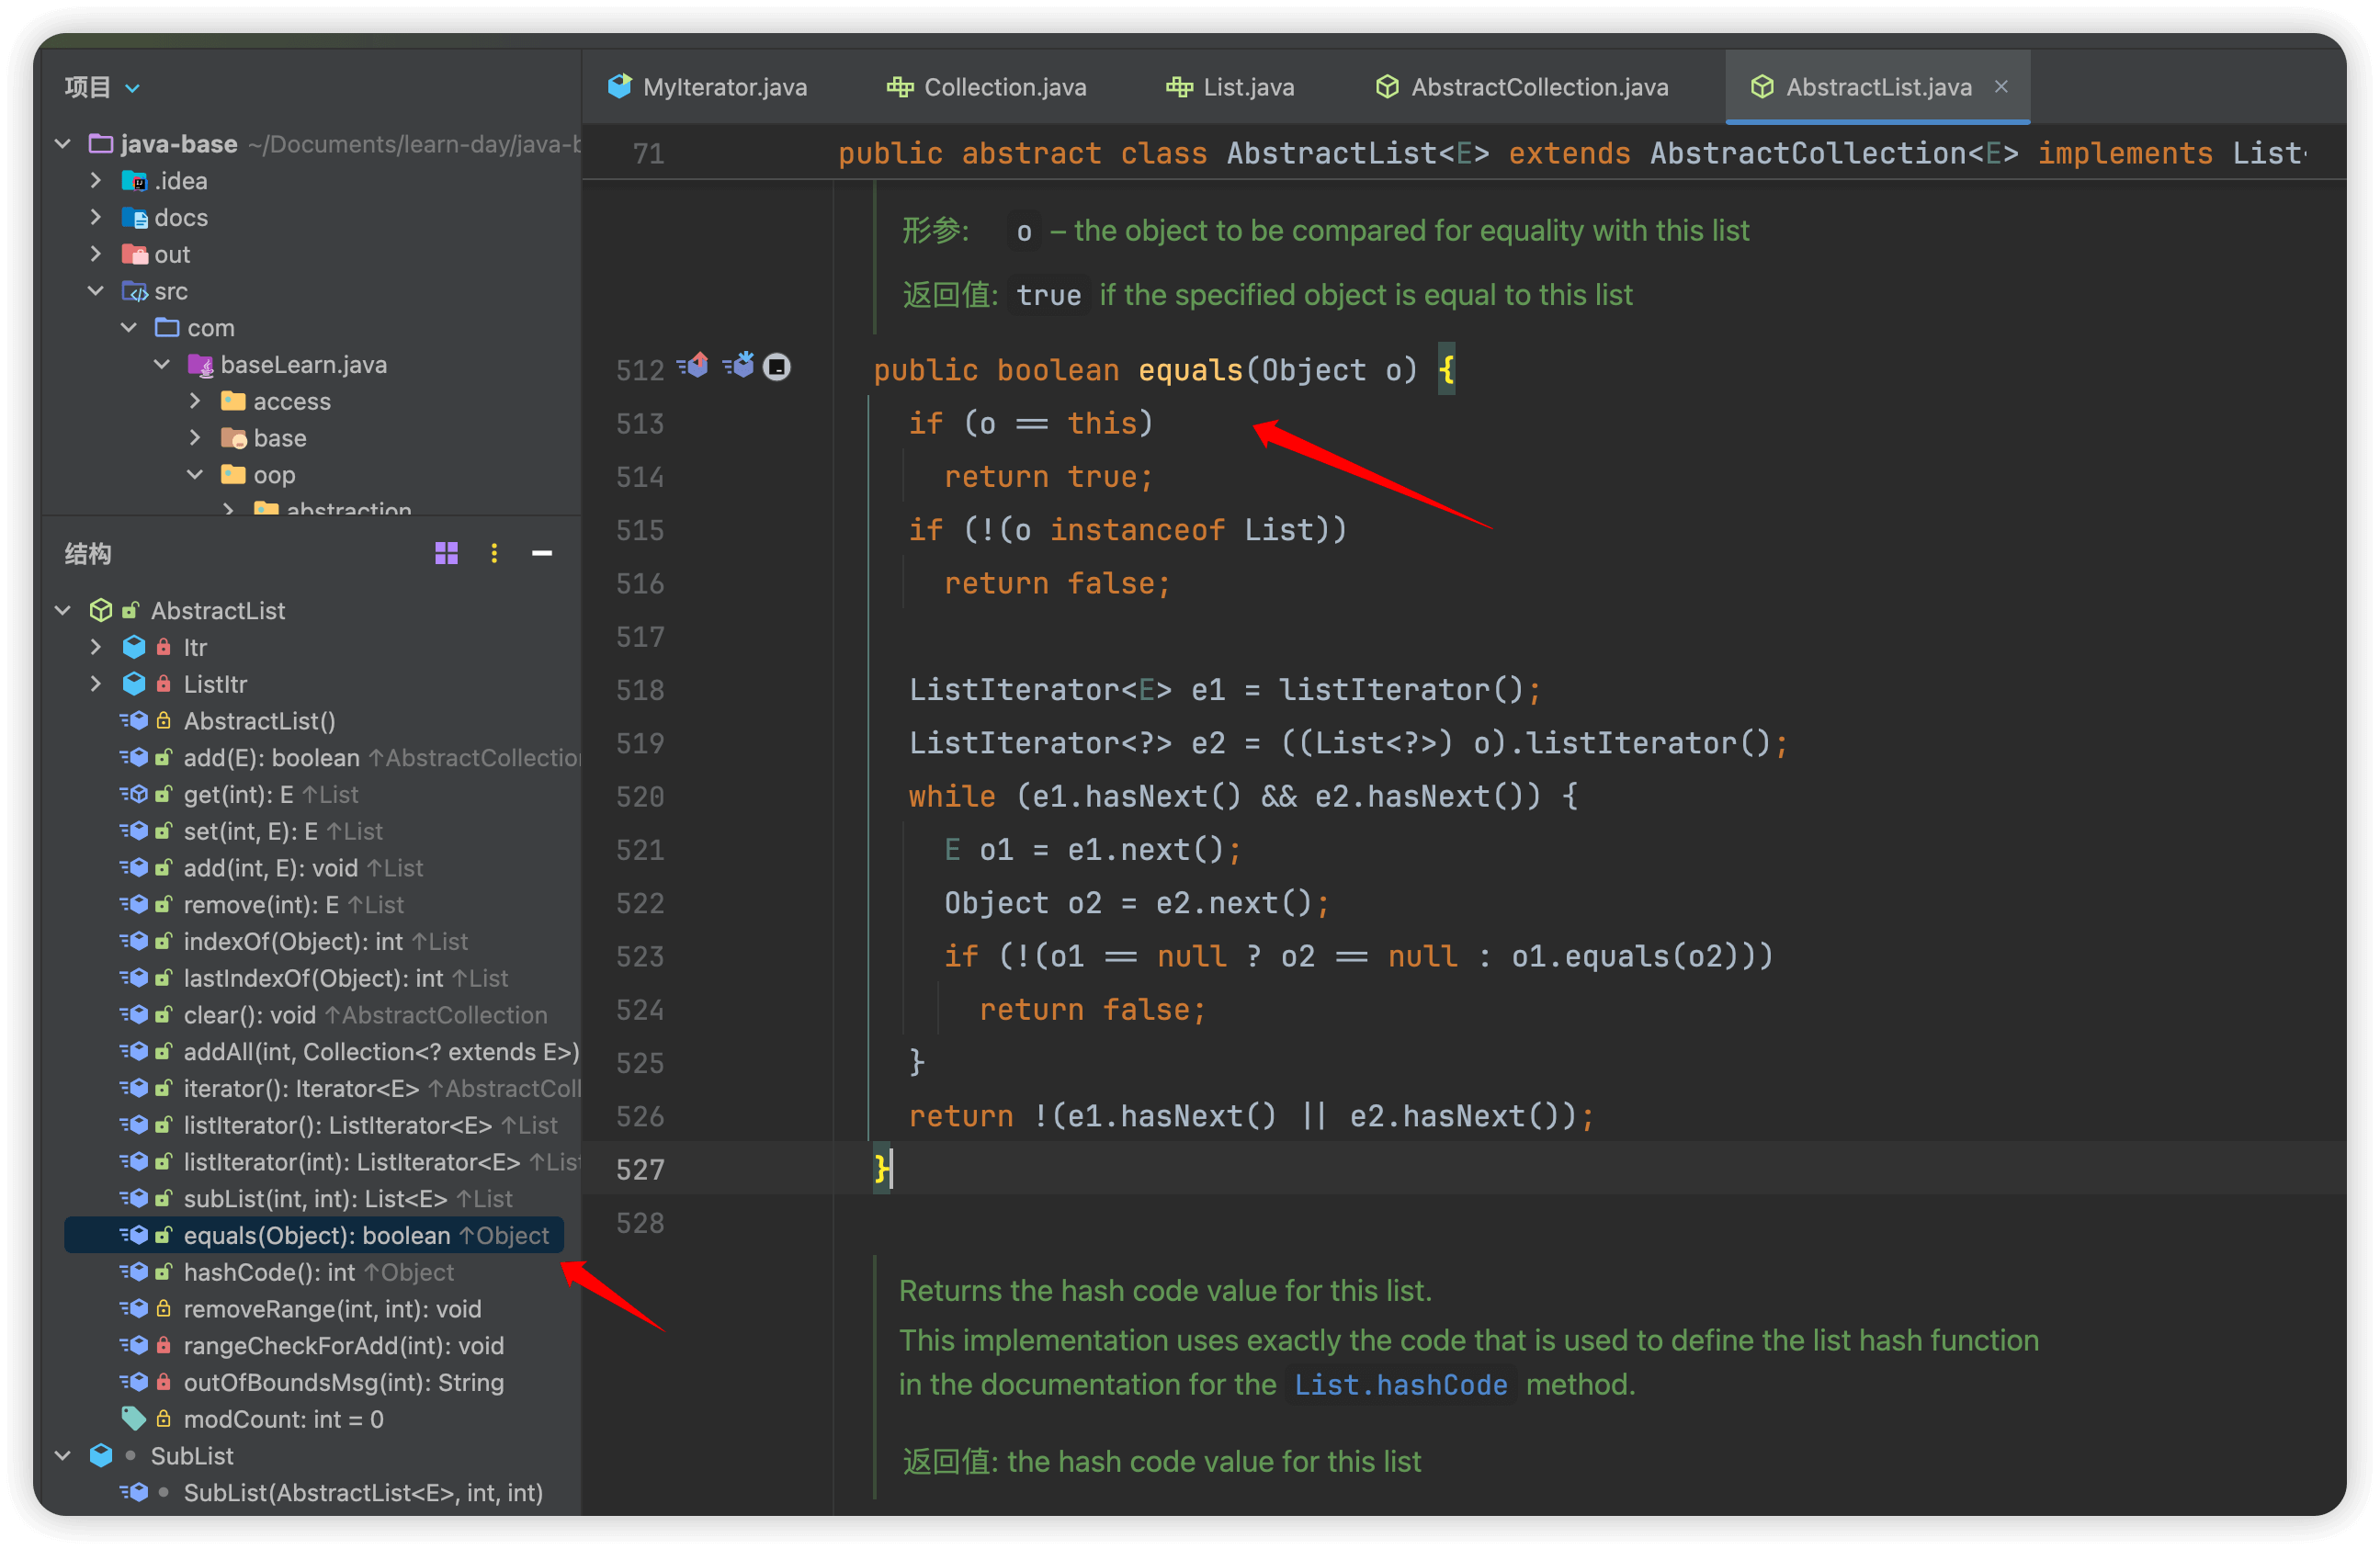 项目
java-base ~/Documents/learn-day/java-b
.idea
docs
out
src
com
baseLearn.java
access
base
oop
abstraction
结构
AbstractList
Itr
ListItr
AbstractList()
add(E): boolean ↑AbstractCollection
get(int): E ↑List
set(int, E): E ↑List
add(int, E): void ↑List
remove(int): E ↑List
indexOf(Object): int ↑List
lastIndexOf(Object): int ↑List
clear(): void ↑AbstractCollection
addAll(int, Collection<? extends E>)
iterator(): Iterator<E> ↑AbstractColl
listIterator(): ListIterator<E> ↑List
listIterator(int): ListIterator<E> ↑List
subList(int, int): List<E> ↑List
equals(Object): boolean ↑Object
hashCode(): int ↑Object
removeRange(int, int): void
rangeCheckForAdd(int): void
outOfBoundsMsg(int): String
modCount: int = 0
SubList
SubList(AbstractList<E>, int, int)
MyIterator.java Collection.java List.java AbstractCollection.java AbstractList.java ×
71 public abstract class AbstractList<E> extends AbstractCollection<E> implements List
形参: o – the object to be compared for equality with this list
返回值: true if the specified object is equal to this list
512 public boolean equals(Object o) {
513 if (o == this)
514 return true;
515 if (!(o instanceof List))
516 return false;
517
518 ListIterator<E> e1 = listIterator();
519 ListIterator<?> e2 = ((List<?>) o).listIterator();
520 while (e1.hasNext() && e2.hasNext()) {
521 E o1 = e1.next();
522 Object o2 = e2.next();
523 if (!(o1 == null ? o2 == null : o1.equals(o2)))
524 return false;
525 }
526 return !(e1.hasNext() || e2.hasNext());
527 }
528
Returns the hash code value for this list.
This implementation uses exactly the code that is used to define the list hash function
in the documentation for the List.hashCode method.
返回值: the hash code value for this list